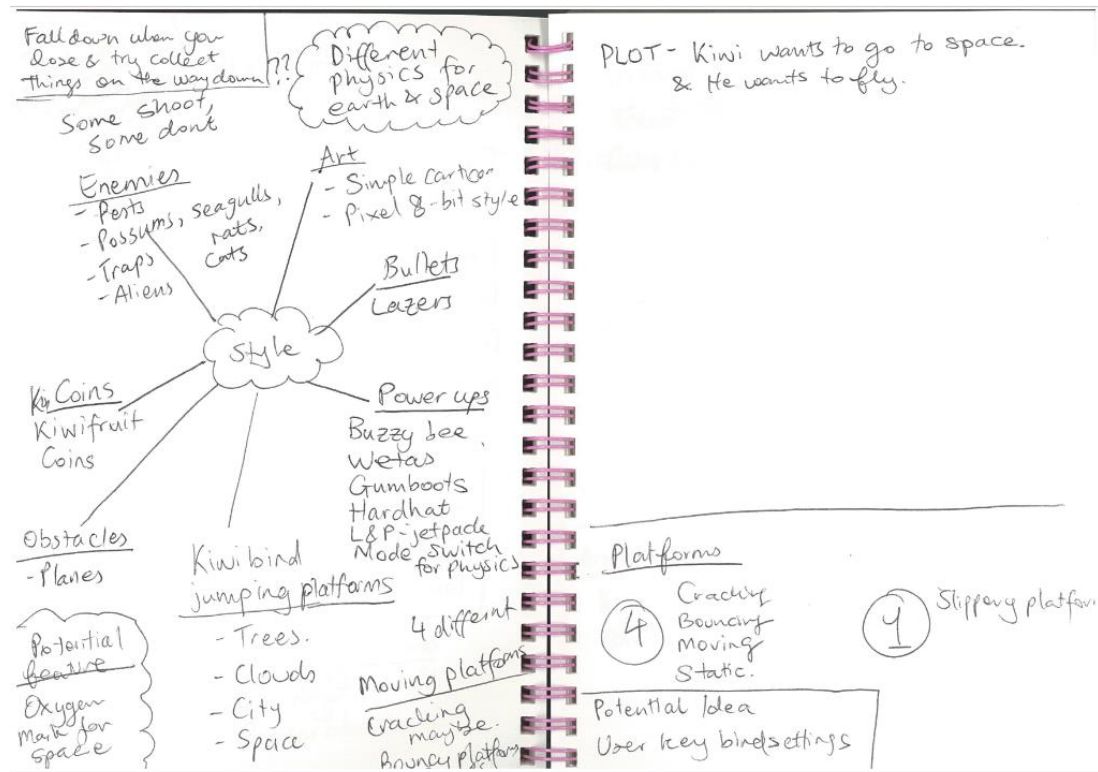 Fall down when you
lose & try collect
things on the way down
??
Different
physics for
earth & space
Some shoot,
some dont
Enemies
- Pests
- Possums, seagulls,
rats,
cats
- Traps
- Aliens
Art
- Simple cartoon
- Pixel 8-bit style
Bullets
Lazers
Style
Coins
Kiwifruit
Coins
Power ups
Buzzy bee
Wetas
Gumboots
Hardhat
L&P-jetpack
Mode switch
for physics
Obstacles
- Planes
Kiwi bird
jumping platforms
- Trees.
- Clouds
- City
- Space
4 different
Moving platforms
Cracking
maybe.
Bouncy platform
Potential
feature
Oxygen
mask for
space
PLOT - Kiwi wants to go to space.
& He wants to fly.
Platforms
4
Cracking
Bouncing
Moving
Static.
1
Slippery platfor
Potential Idea
User key bind settings